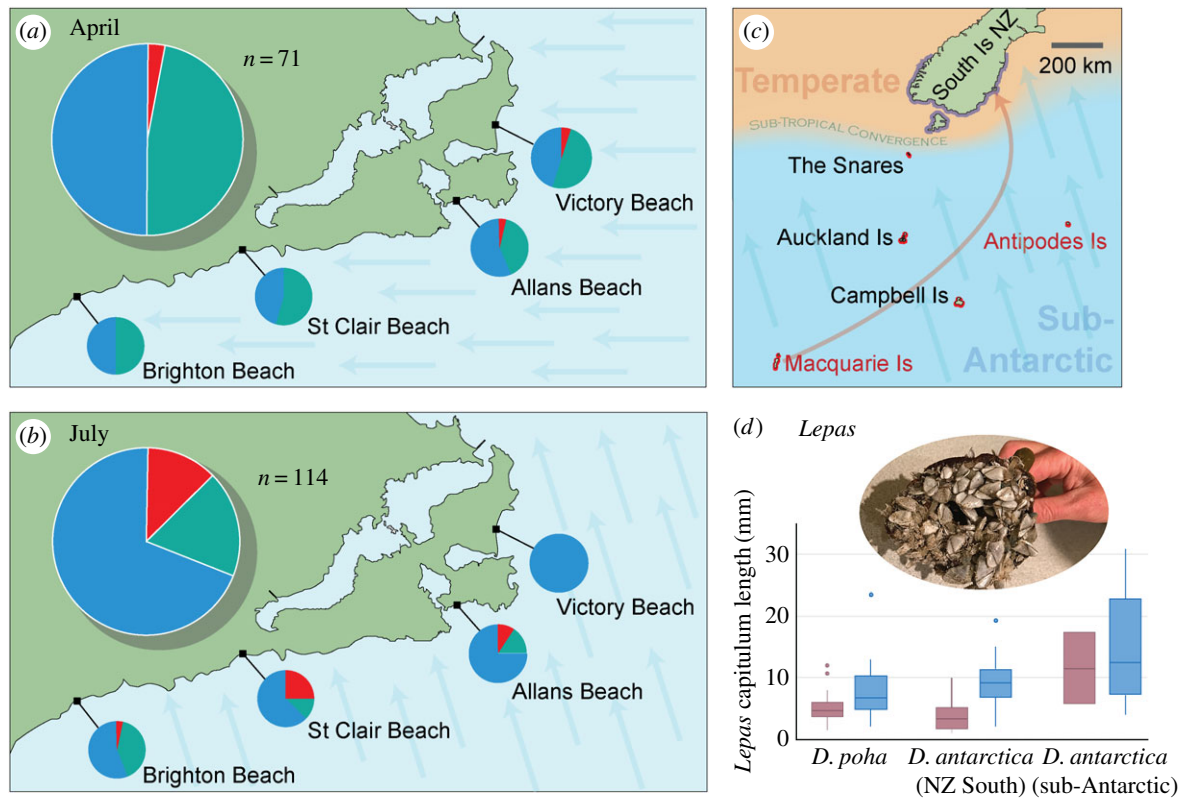 (a) April
n = 71
Victory Beach
Allans Beach
St Clair Beach
Brighton Beach
(b) July
n = 114
Victory Beach
Allans Beach
St Clair Beach
Brighton Beach
(c)
South Is NZ
200 km
Temperate
SUB-TROPICAL CONVERGENCE
The Snares
Auckland Is
Antipodes Is
Campbell Is
Sub-
Antarctic
Macquarie Is
(d) Lepas
Lepas capitulum length (mm)
30
20
10
0
D. poha D. antarctica D. antarctica
(NZ South) (sub-Antarctic)